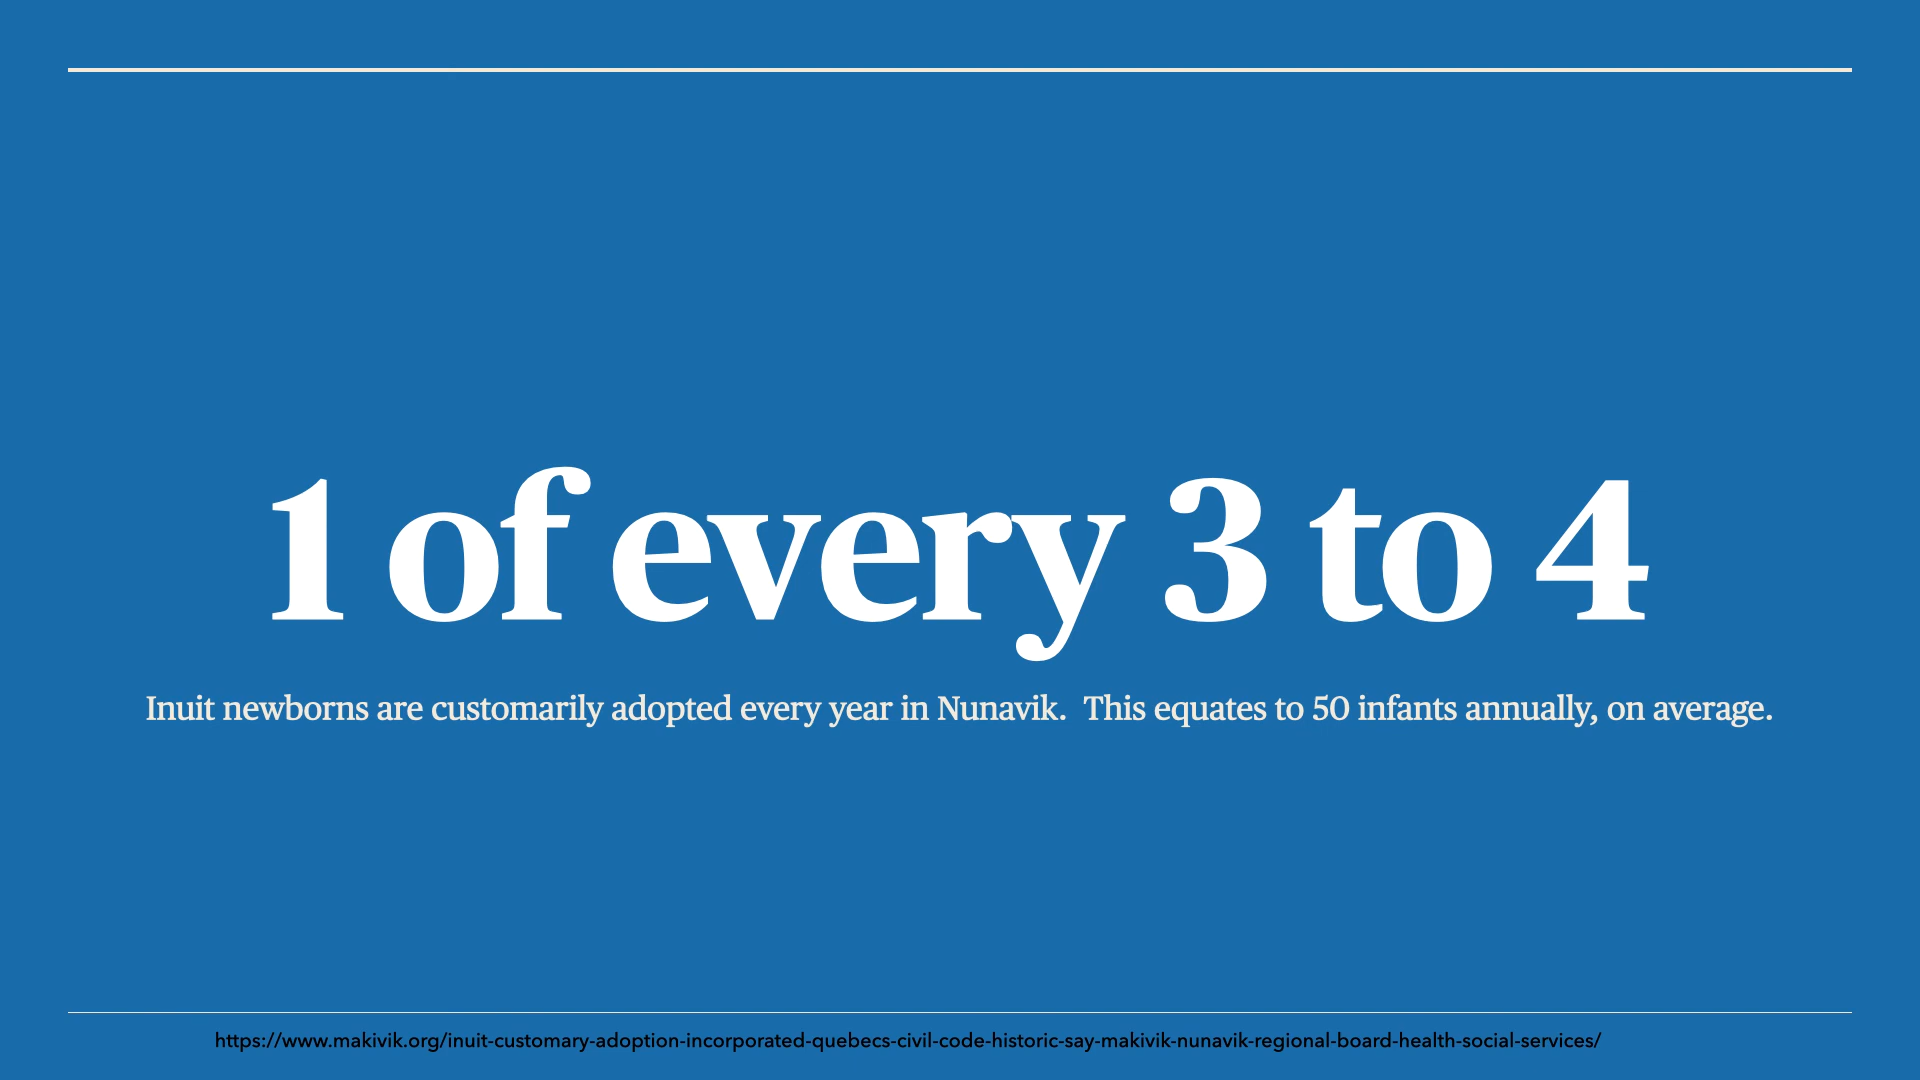 1 of every 3 to 4
Inuit newborns are customarily adopted every year in Nunavik.  This equates to 50 infants annually, on average.
https://www.makivik.org/inuit-customary-adoption-incorporated-quebecs-civil-code-historic-say-makivik-nunavik-regional-board-health-social-services/